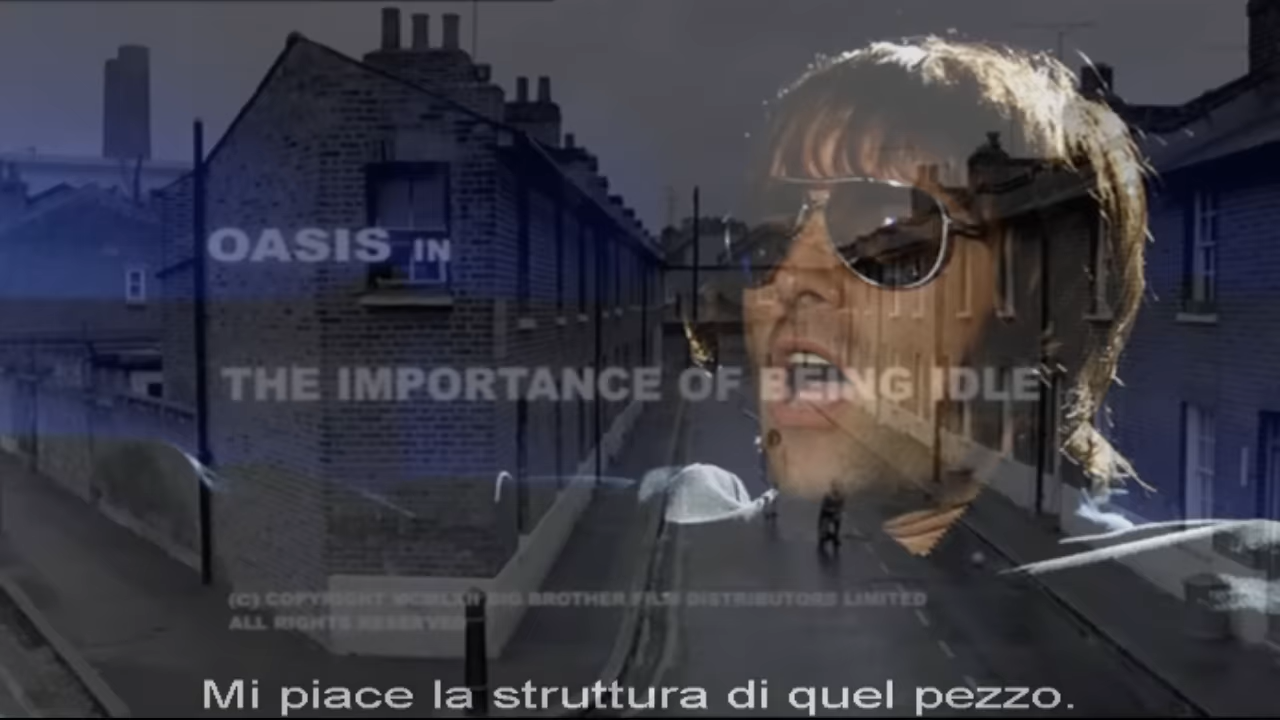 OASIS IN
THE IMPORTANCE OF BEING IDLE
(C) COPYRIGHT BIG BROTHER FILM DISTRIBUTORS LIMITED
ALL RIGHTS RESERVED
Mi piace la struttura di quel pezzo.